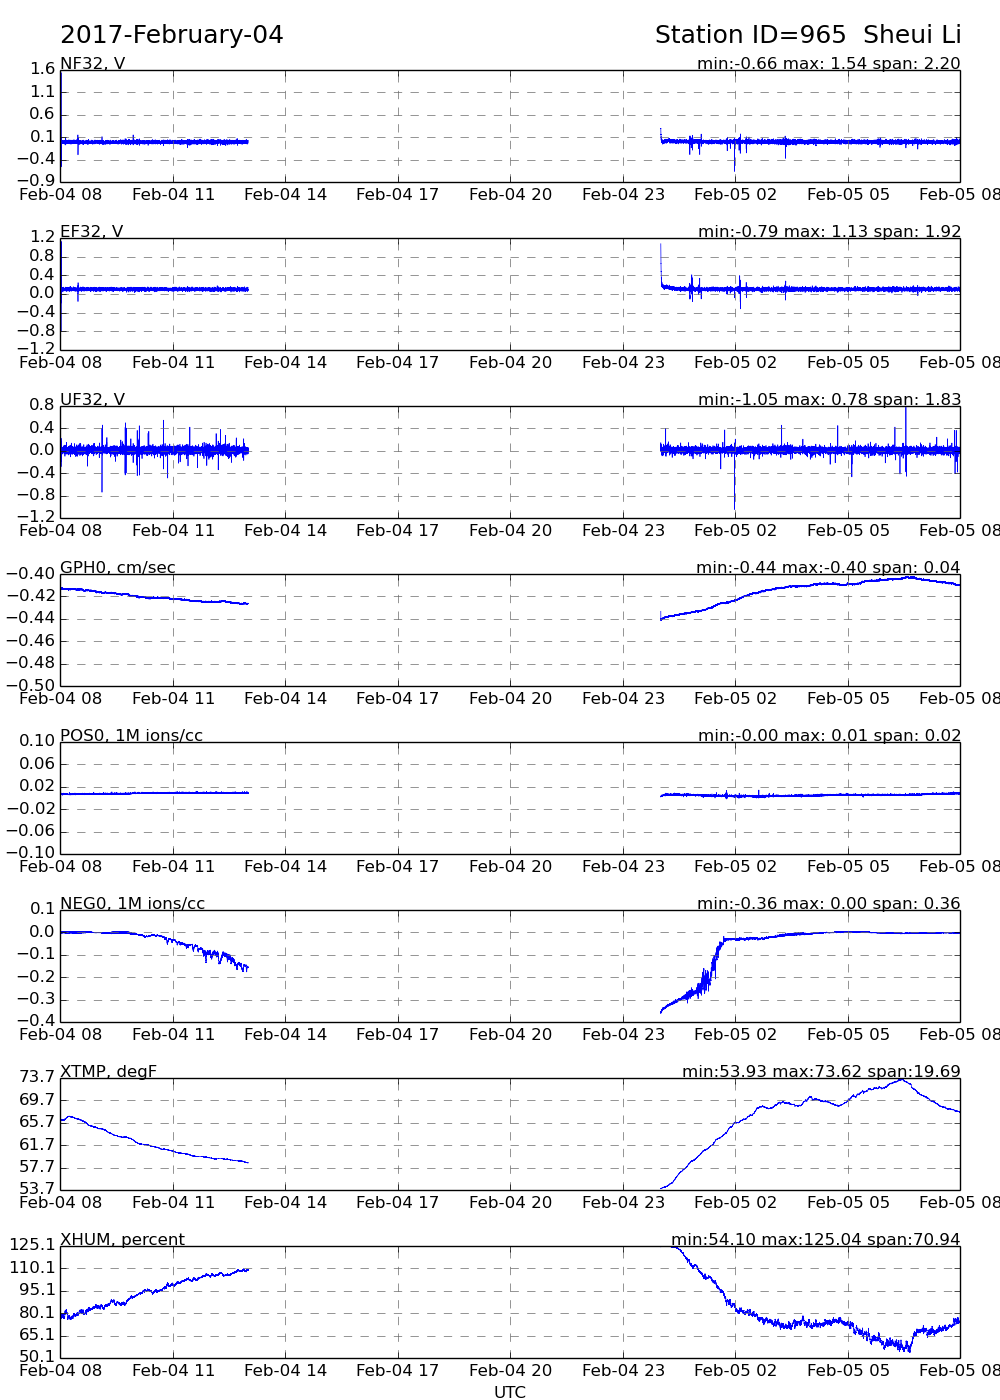 2017-February-04 Station ID=965 Sheui Li
NF32, V min:-0.66 max: 1.54 span: 2.20
1.6
1.1
0.6
0.1
−0.4
−0.9
Feb-04 08 Feb-04 11 Feb-04 14 Feb-04 17 Feb-04 20 Feb-04 23 Feb-05 02 Feb-05 05 Feb-05 08
EF32, V min:-0.79 max: 1.13 span: 1.92
1.2
0.8
0.4
0.0
−0.4
−0.8
−1.2
Feb-04 08 Feb-04 11 Feb-04 14 Feb-04 17 Feb-04 20 Feb-04 23 Feb-05 02 Feb-05 05 Feb-05 08
UF32, V min:-1.05 max: 0.78 span: 1.83
0.8
0.4
0.0
−0.4
−0.8
−1.2
Feb-04 08 Feb-04 11 Feb-04 14 Feb-04 17 Feb-04 20 Feb-04 23 Feb-05 02 Feb-05 05 Feb-05 08
GPH0, cm/sec min:-0.44 max:-0.40 span: 0.04
−0.40
−0.42
−0.44
−0.46
−0.48
−0.50
Feb-04 08 Feb-04 11 Feb-04 14 Feb-04 17 Feb-04 20 Feb-04 23 Feb-05 02 Feb-05 05 Feb-05 08
POS0, 1M ions/cc min:-0.00 max: 0.01 span: 0.02
0.10
0.06
0.02
−0.02
−0.06
−0.10
Feb-04 08 Feb-04 11 Feb-04 14 Feb-04 17 Feb-04 20 Feb-04 23 Feb-05 02 Feb-05 05 Feb-05 08
NEG0, 1M ions/cc min:-0.36 max: 0.00 span: 0.36
0.1
0.0
−0.1
−0.2
−0.3
−0.4
Feb-04 08 Feb-04 11 Feb-04 14 Feb-04 17 Feb-04 20 Feb-04 23 Feb-05 02 Feb-05 05 Feb-05 08
XTMP, degF min:53.93 max:73.62 span:19.69
73.7
69.7
65.7
61.7
57.7
53.7
Feb-04 08 Feb-04 11 Feb-04 14 Feb-04 17 Feb-04 20 Feb-04 23 Feb-05 02 Feb-05 05 Feb-05 08
XHUM, percent min:54.10 max:125.04 span:70.94
125.1
110.1
95.1
80.1
65.1
50.1
Feb-04 08 Feb-04 11 Feb-04 14 Feb-04 17 Feb-04 20 Feb-04 23 Feb-05 02 Feb-05 05 Feb-05 08
UTC